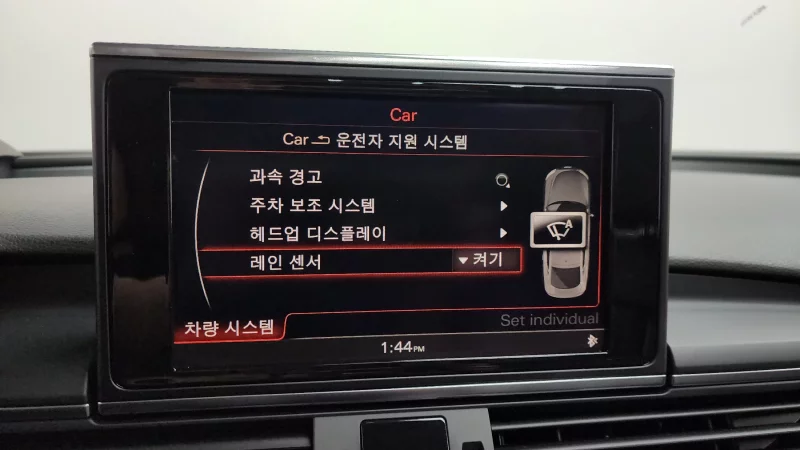 Car
Car 운전자 지원 시스템
과속 경고
주차 보조 시스템
헤드업 디스플레이
레인 센서 켜기
A
차량 시스템
Set individual
1:44PM